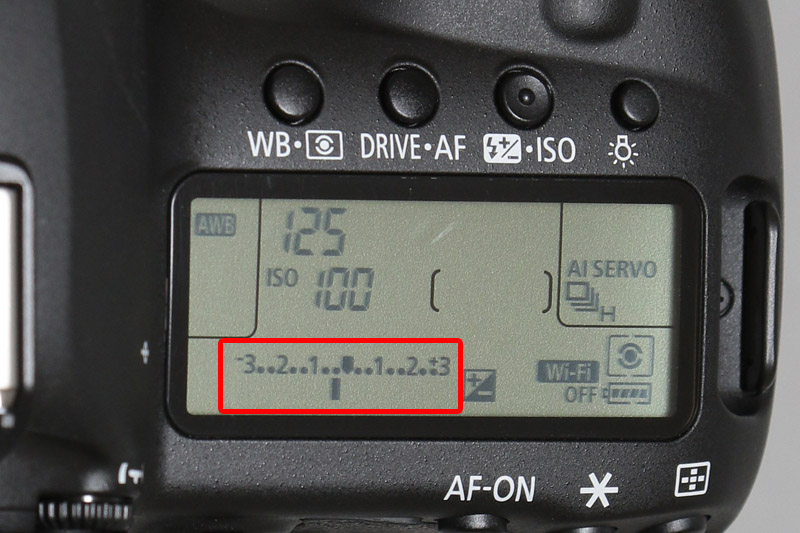 WB• DRIVE•AF •ISO
AWB
125
ISO 100
AI SERVO
H
-3..2..1..▮..1..2.:+3
Wi-Fi
OFF
AF-ON